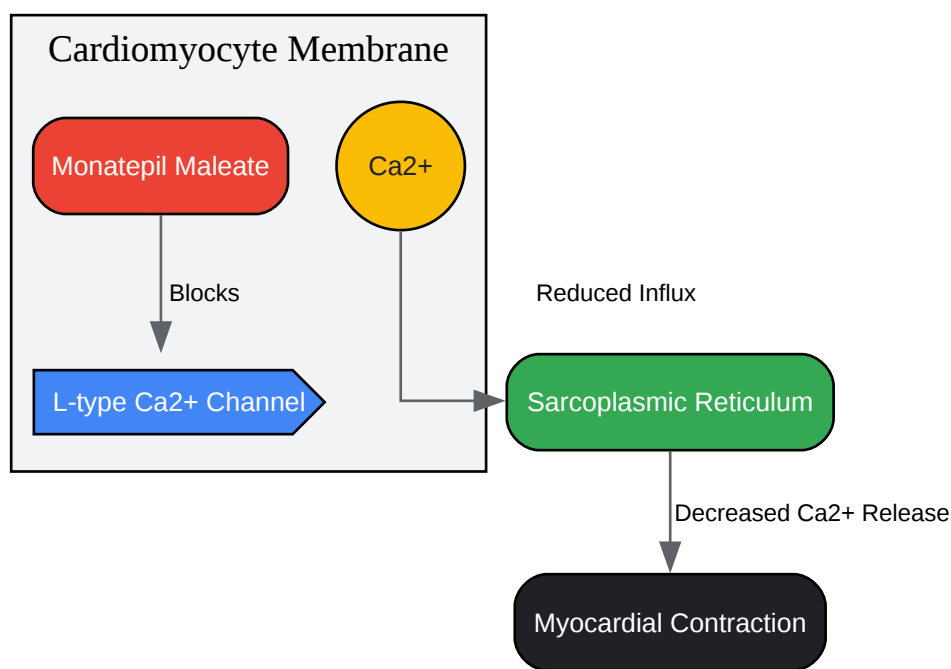 Cardiomyocyte Membrane
Monatepil Maleate
Ca2+
Blocks
Reduced Influx
L-type Ca2+ Channel
Sarcoplasmic Reticulum
Decreased Ca2+ Release
Myocardial Contraction